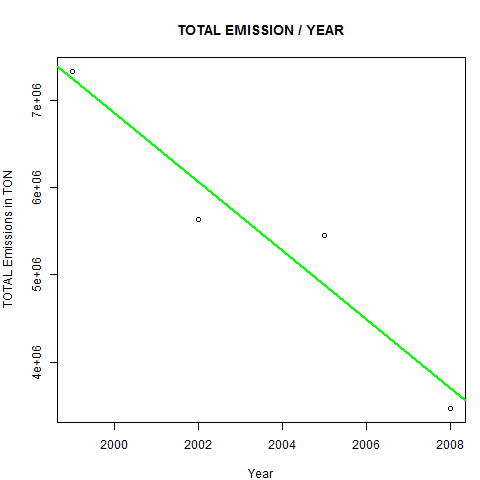 TOTAL EMISSION / YEAR
TOTAL Emissions in TON
7e+06
6e+06
5e+06
4e+06
2000 2002 2004 2006 2008
Year